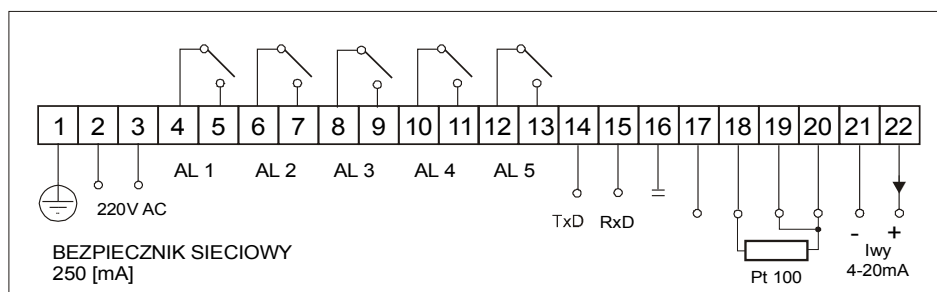 1 2 3 4 5 6 7 8 9 10 11 12 13 14 15 16 17 18 19 20 21 22
AL 1 AL 2 AL 3 AL 4 AL 5
220V AC
TxD RxD
BEZPIECZNIK SIECIOWY
250 [mA]
- +
Iwy
4-20mA
Pt 100